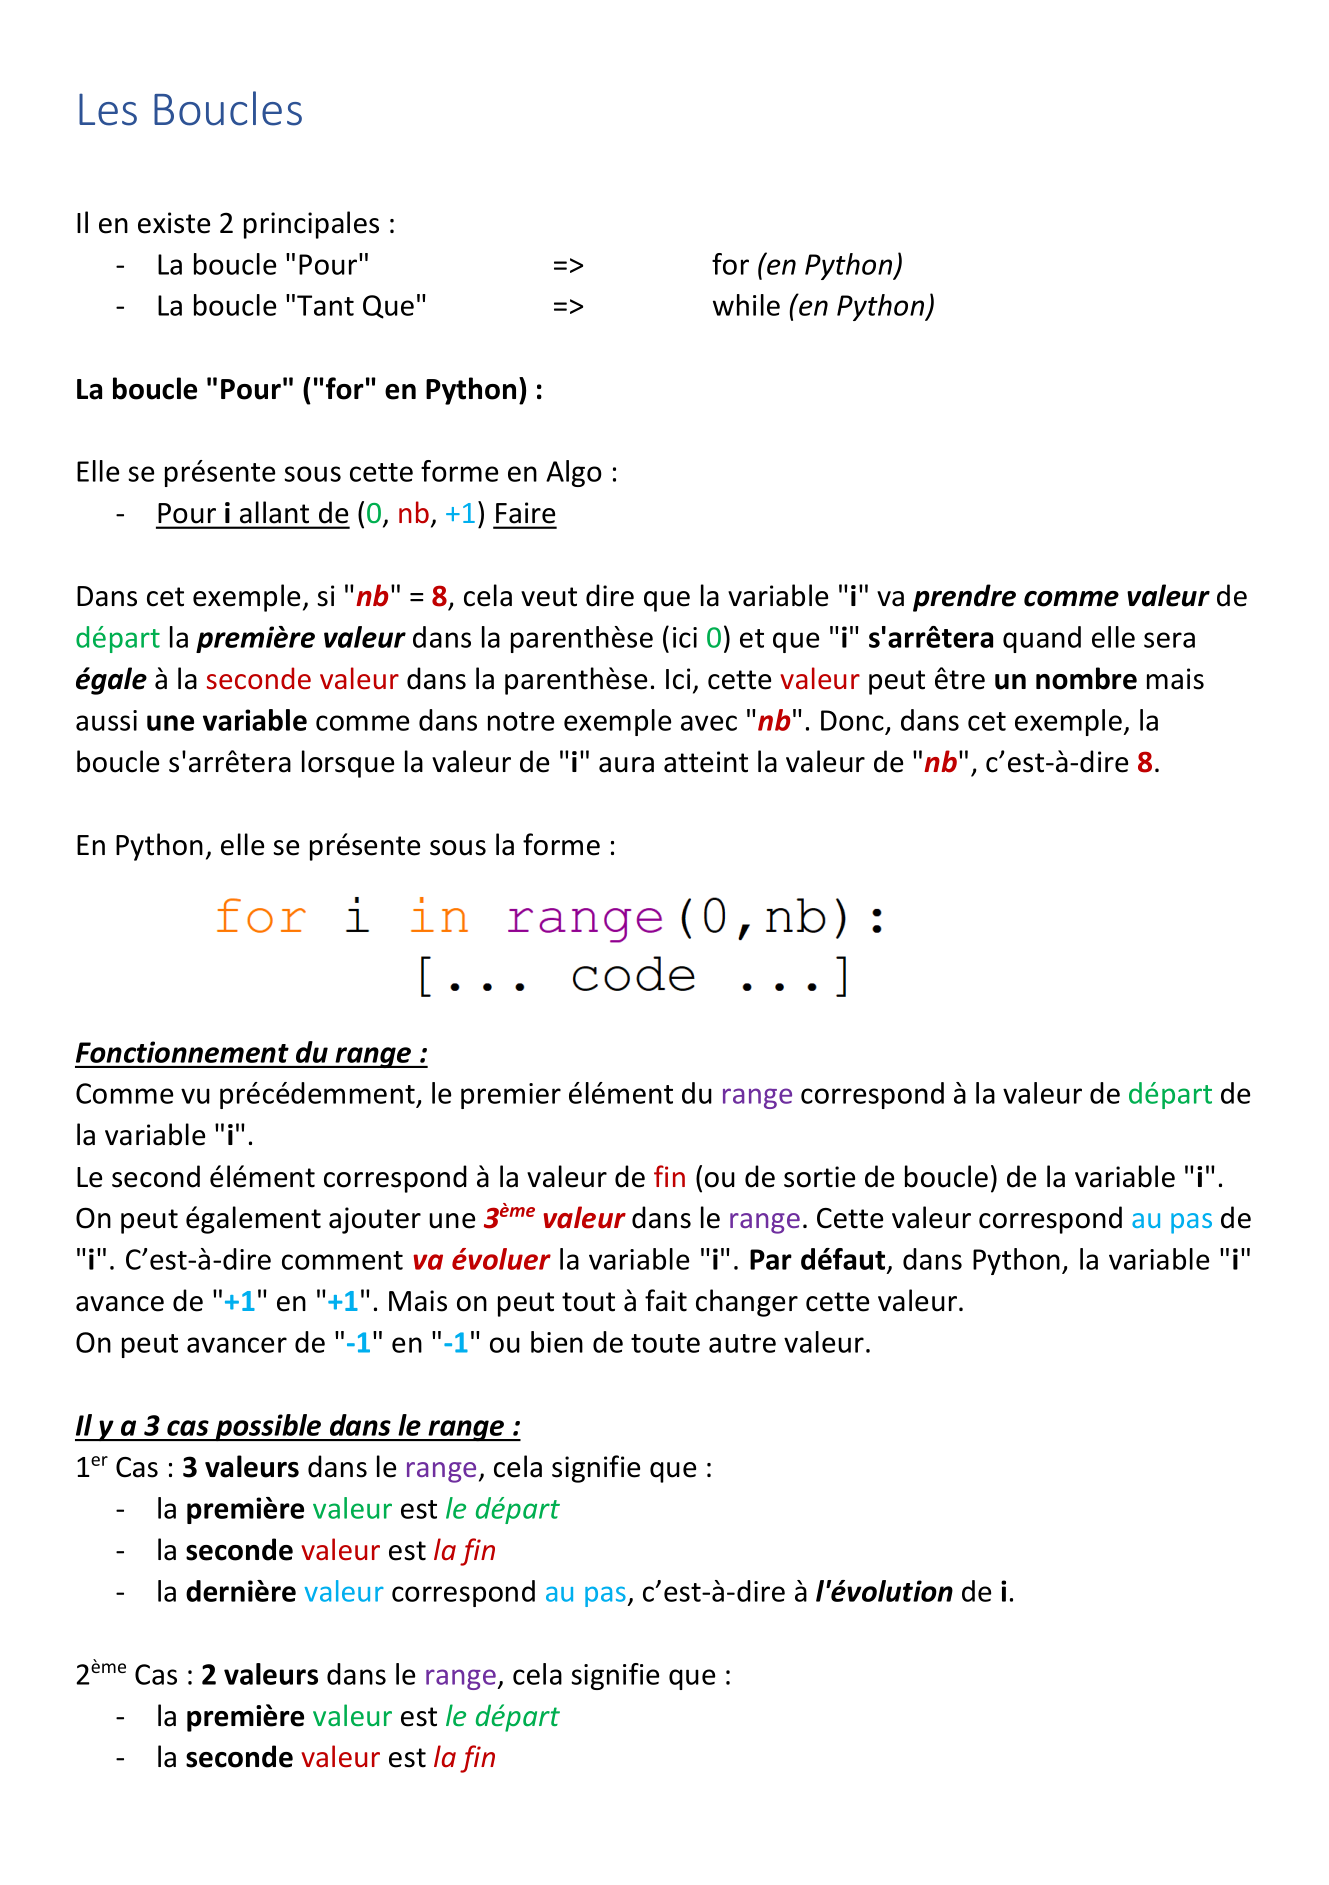 Les Boucles
Il en existe 2 principales :
- La boucle "Pour" => for (en Python)
- La boucle "Tant Que" => while (en Python)
La boucle "Pour" ("for" en Python) :
Elle se présente sous cette forme en Algo :
- Pour i allant de (0, nb, +1) Faire
Dans cet exemple, si "nb" = 8, cela veut dire que la variable "i" va prendre comme valeur de
départ la première valeur dans la parenthèse (ici 0) et que "i" s'arrêtera quand elle sera
égale à la seconde valeur dans la parenthèse. Ici, cette valeur peut être un nombre mais
aussi une variable comme dans notre exemple avec "nb". Donc, dans cet exemple, la
boucle s'arrêtera lorsque la valeur de "i" aura atteint la valeur de "nb", c’est-à-dire 8.
En Python, elle se présente sous la forme :
for i in range(0,nb):
[... code ...]
Fonctionnement du range :
Comme vu précédemment, le premier élément du range correspond à la valeur de départ de
la variable "i".
Le second élément correspond à la valeur de fin (ou de sortie de boucle) de la variable "i".
On peut également ajouter une 3ème valeur dans le range. Cette valeur correspond au pas de
"i". C’est-à-dire comment va évoluer la variable "i". Par défaut, dans Python, la variable "i"
avance de "+1" en "+1". Mais on peut tout à fait changer cette valeur.
On peut avancer de "-1" en "-1" ou bien de toute autre valeur.
Il y a 3 cas possible dans le range :
1er Cas : 3 valeurs dans le range, cela signifie que :
- la première valeur est le départ
- la seconde valeur est la fin
- la dernière valeur correspond au pas, c’est-à-dire à l'évolution de i.
2ème Cas : 2 valeurs dans le range, cela signifie que :
- la première valeur est le départ
- la seconde valeur est la fin